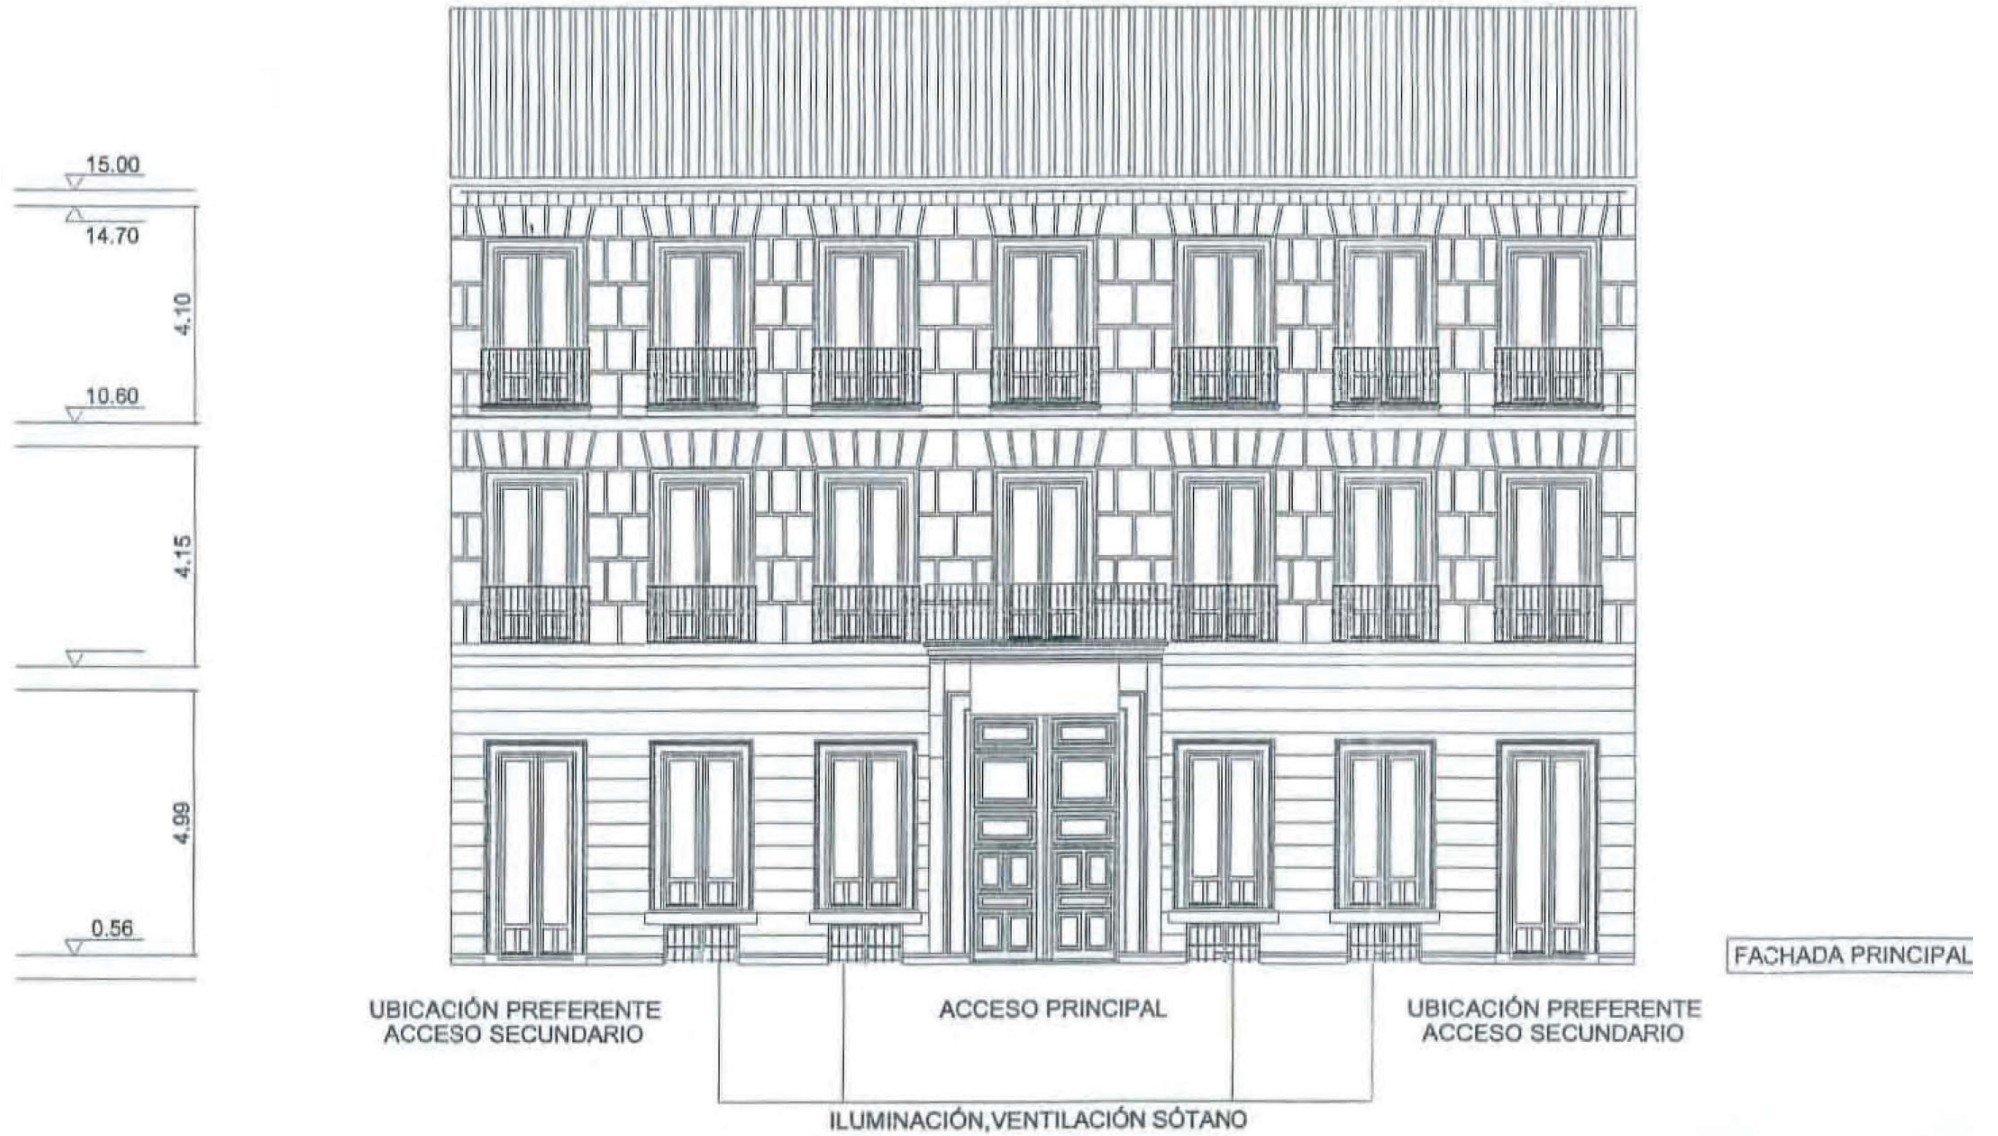 15.00
14.70
4.10
10.60
4.15
4.99
0.56
FACHADA PRINCIPAL
UBICACIÓN PREFERENTE
ACCESO SECUNDARIO
ACCESO PRINCIPAL
UBICACIÓN PREFERENTE
ACCESO SECUNDARIO
ILUMINACIÓN,VENTILACIÓN SÓTANO